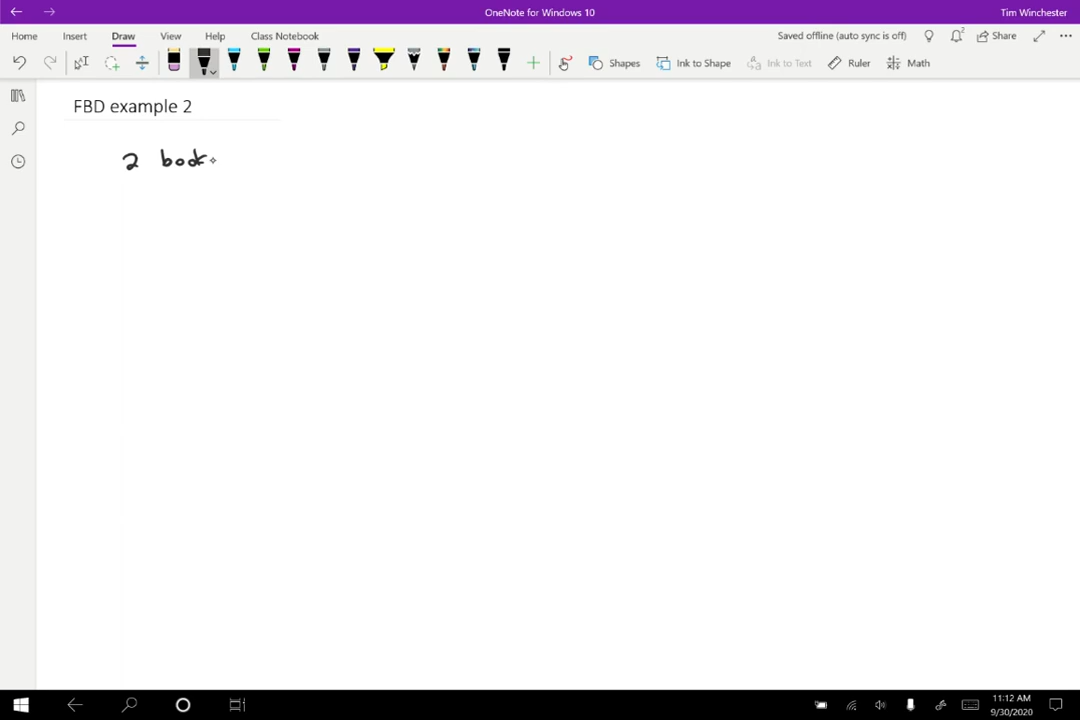 OneNote for Windows 10
Tim Winchester
Home Insert Draw View Help Class Notebook
Saved offline (auto sync is off) Share
Shapes Ink to Shape Ink to Text Ruler Math
FBD example 2
2 bod
11:12 AM
9/30/2020